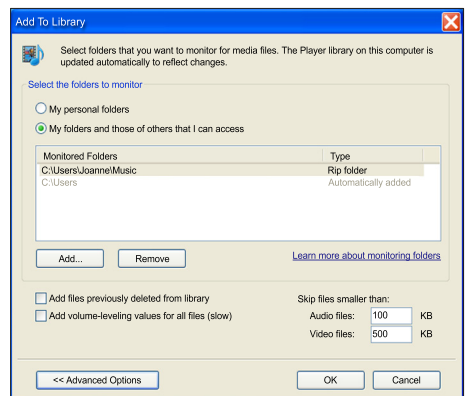 Add To Library
Select folders that you want to monitor for media files. The Player library on this computer is
updated automatically to reflect changes.
Select the folders to monitor
My personal folders
My folders and those of others that I can access
Monitored Folders Type
C:\Users\Joanne\Music Rip folder
C:\Users Automatically added
Add... Remove Learn more about monitoring folders
Add files previously deleted from library Skip files smaller than:
Add volume-leveling values for all files (slow) Audio files: 100 KB
Video files: 500 KB
<< Advanced Options OK Cancel